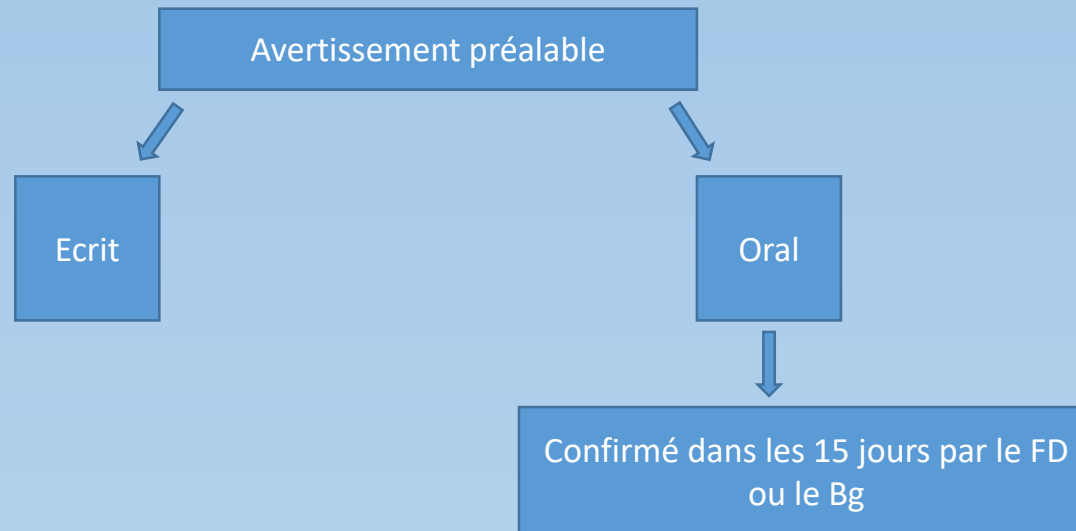 Avertissement préalable
Ecrit
Oral
Confirmé dans les 15 jours par le FD
ou le Bg